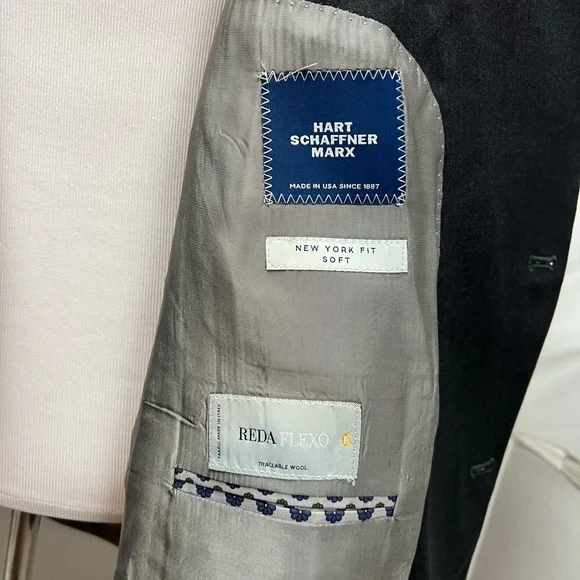 HART
SCHAFFNER
MARX
MADE IN USA SINCE 1887
NEW YORK FIT
SOFT
FABRIC MADE IN ITALY
REDA FLEXO
TRACEABLE WOOL